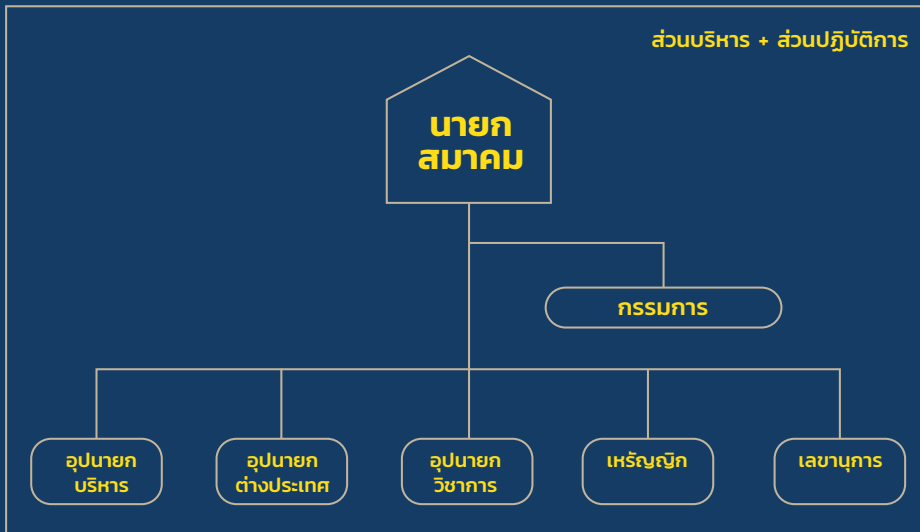 ส่วนบริหาร + ส่วนปฏิบัติการ
นายก
สมาคม
กรรมการ
อุปนายก
บริหาร
อุปนายก
ต่างประเทศ
อุปนายก
วิชาการ
เหรัญญิก
เลขานุการ